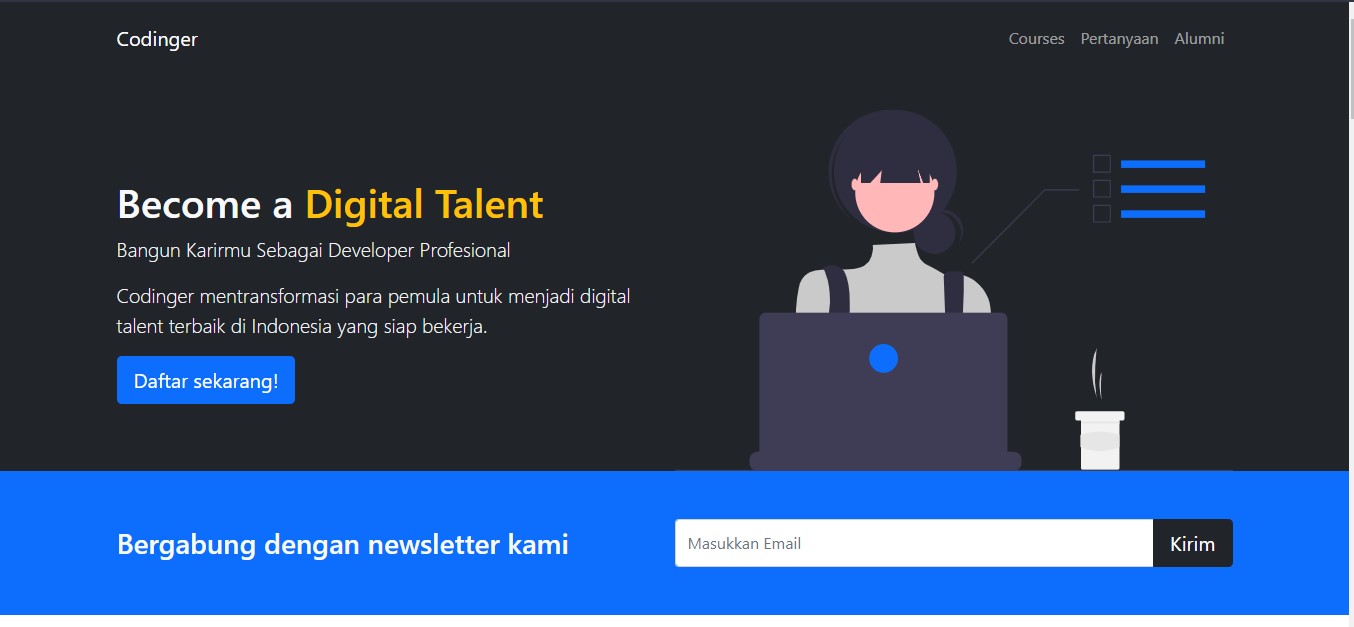 Codinger
Courses Pertanyaan Alumni
Become a Digital Talent
Bangun Karirmu Sebagai Developer Profesional
Codinger mentransformasi para pemula untuk menjadi digital
talent terbaik di Indonesia yang siap bekerja.
Daftar sekarang!
Bergabung dengan newsletter kami
Masukkan Email
Kirim